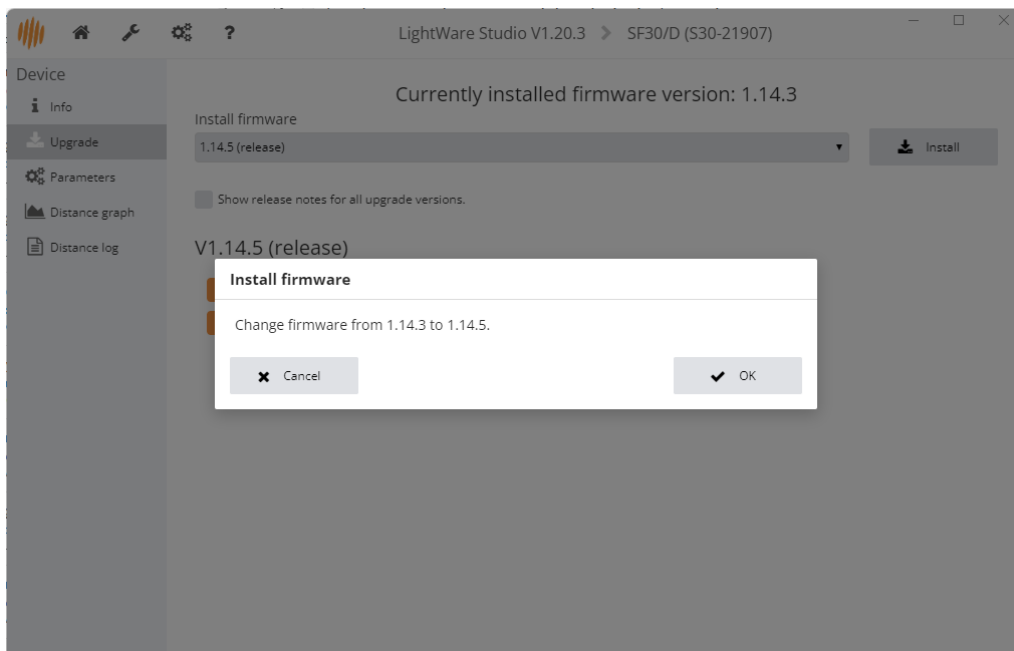 ?
LightWare Studio V1.20.3 > SF30/D (S30-21907)
Device
Info
Upgrade
Parameters
Distance graph
Distance log
Currently installed firmware version: 1.14.3
Install firmware
1.14.5 (release)
Install
Show release notes for all upgrade versions.
V1.14.5 (release)
Install firmware
Change firmware from 1.14.3 to 1.14.5.
Cancel
OK